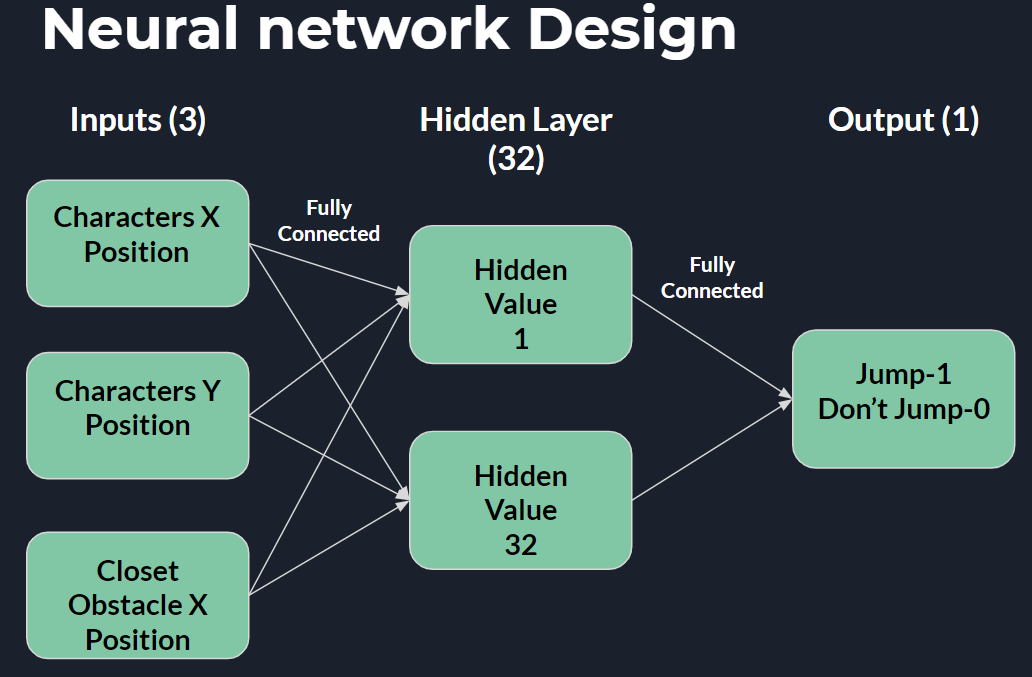 Neural network Design
Inputs (3)
Hidden Layer
(32)
Output (1)
Characters X
Position
Fully
Connected
Hidden
Value
1
Fully
Connected
Characters Y
Position
Jump-1
Don’t Jump-0
Hidden
Value
32
Closet
Obstacle X
Position